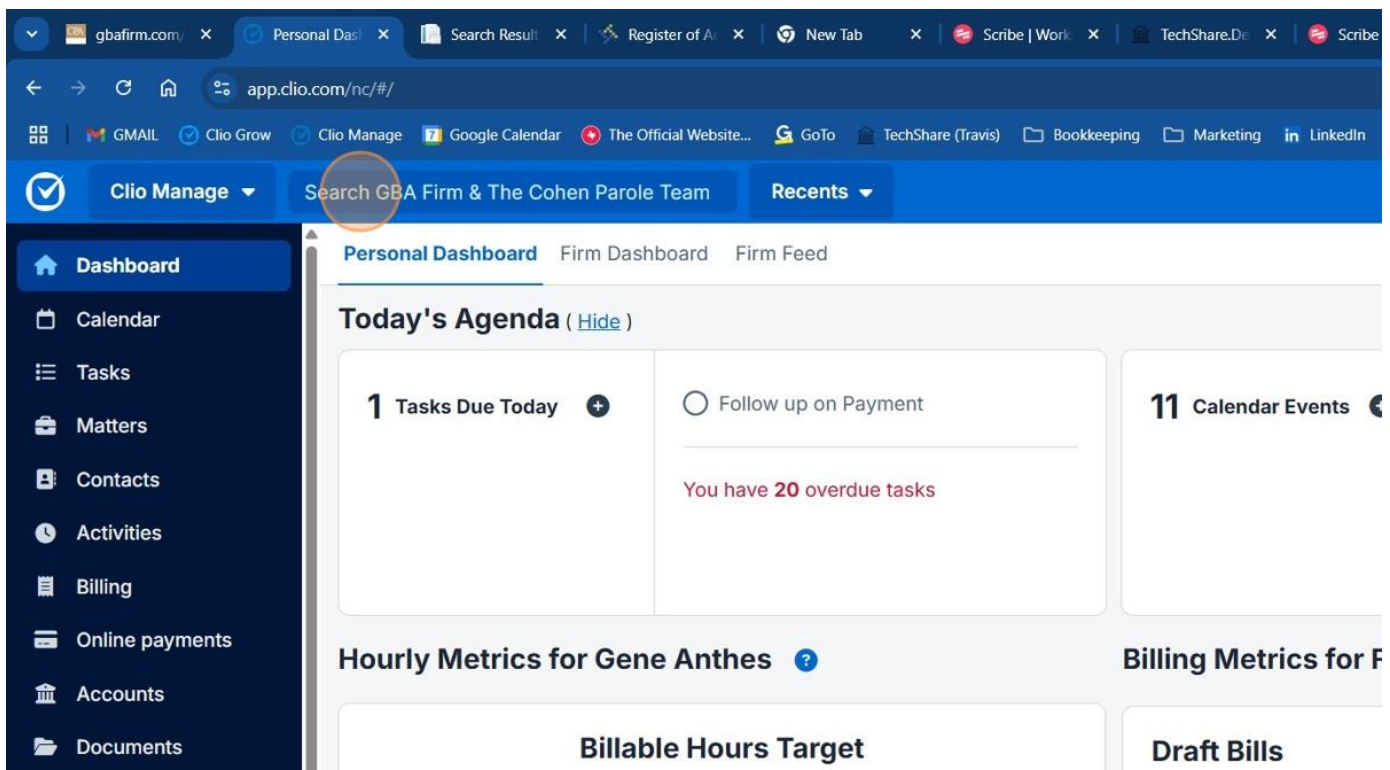 gbafirm.com/ Personal Das Search Result Register of A New Tab Scribe | Work TechShare.De Scribe
app.clio.com/nc/#/
GMAIL Clio Grow Clio Manage 7 Google Calendar The Official Website... GoTo TechShare (Travis) Bookkeeping Marketing in LinkedIn
Clio Manage Search GBA Firm & The Cohen Parole Team Recents
Personal Dashboard Firm Dashboard Firm Feed
Dashboard
Calendar
Tasks
Matters
Contacts
Activities
Billing
Online payments
Accounts
Documents
Today's Agenda ( Hide )
1 Tasks Due Today
Follow up on Payment
You have 20 overdue tasks
11 Calendar Events
Hourly Metrics for Gene Anthes ?
Billing Metrics for F
Billable Hours Target
Draft Bills